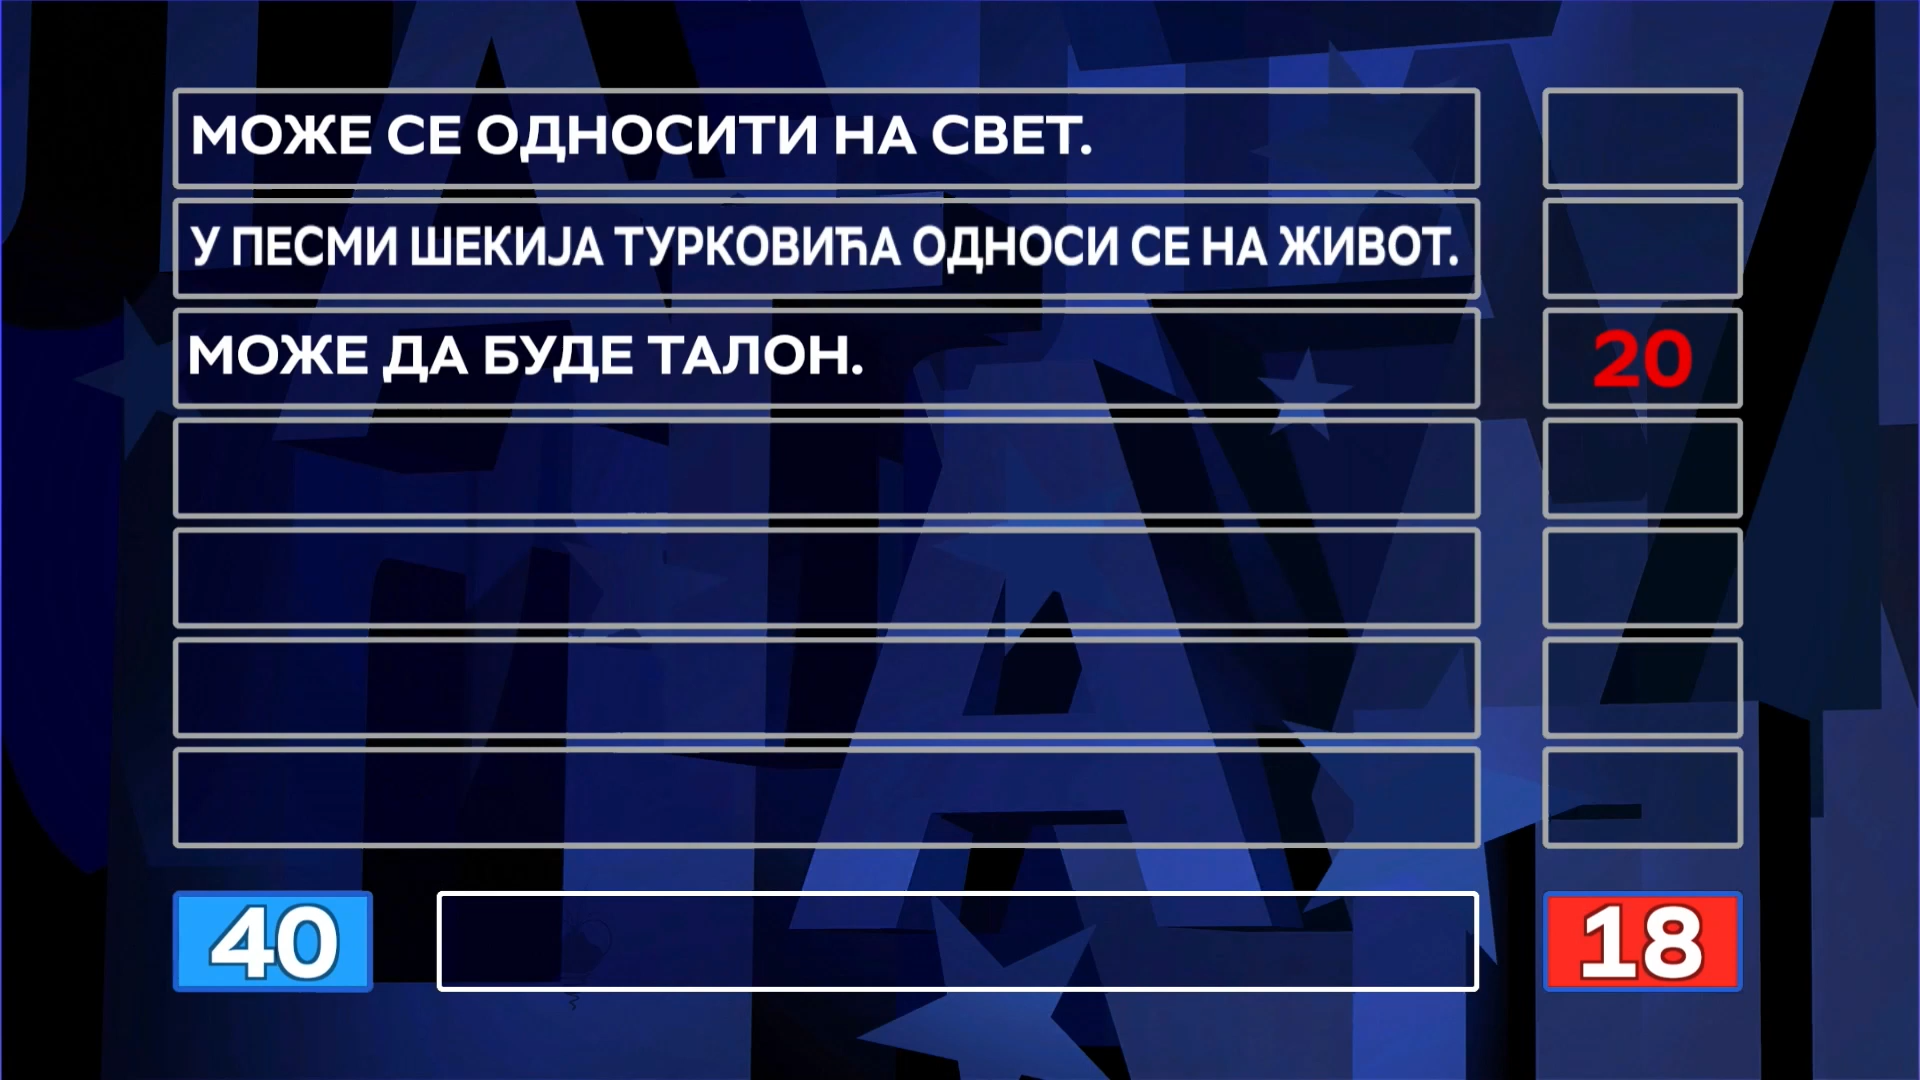 МОЖЕ СЕ ОДНОСИТИ НА СВЕТ.
У ПЕСМИ ШЕКИЈА ТУРКОВИЋА ОДНОСИ СЕ НА ЖИВОТ.
МОЖЕ ДА БУДЕ ТАЛОН.
20
40
18